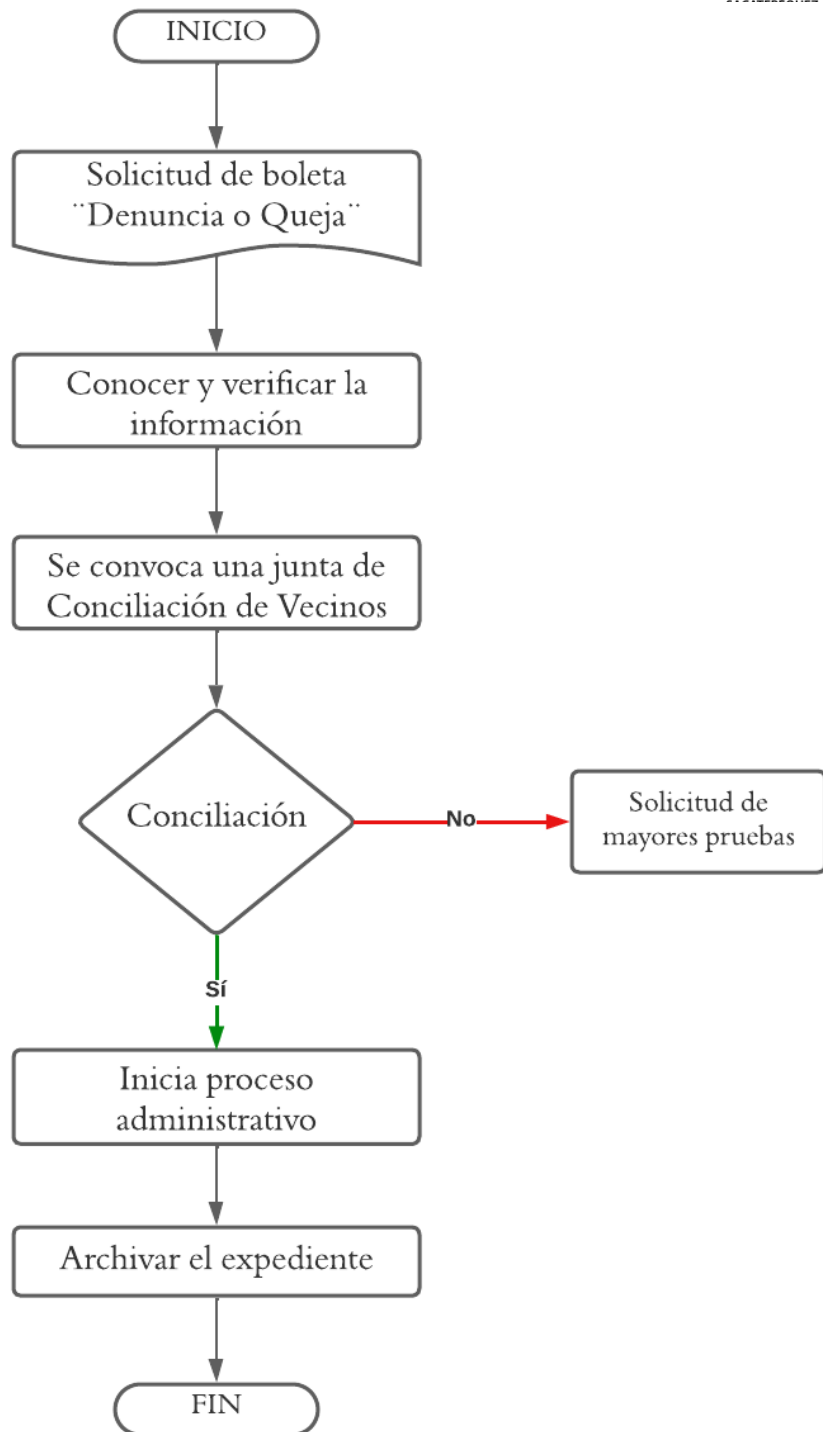 INICIO
Solicitud de boleta
¨Denuncia o Queja¨
Conocer y verificar la
información
Se convoca una junta de
Conciliación de Vecinos
Conciliación
No
Solicitud de
mayores pruebas
Sí
Inicia proceso
administrativo
Archivar el expediente
FIN